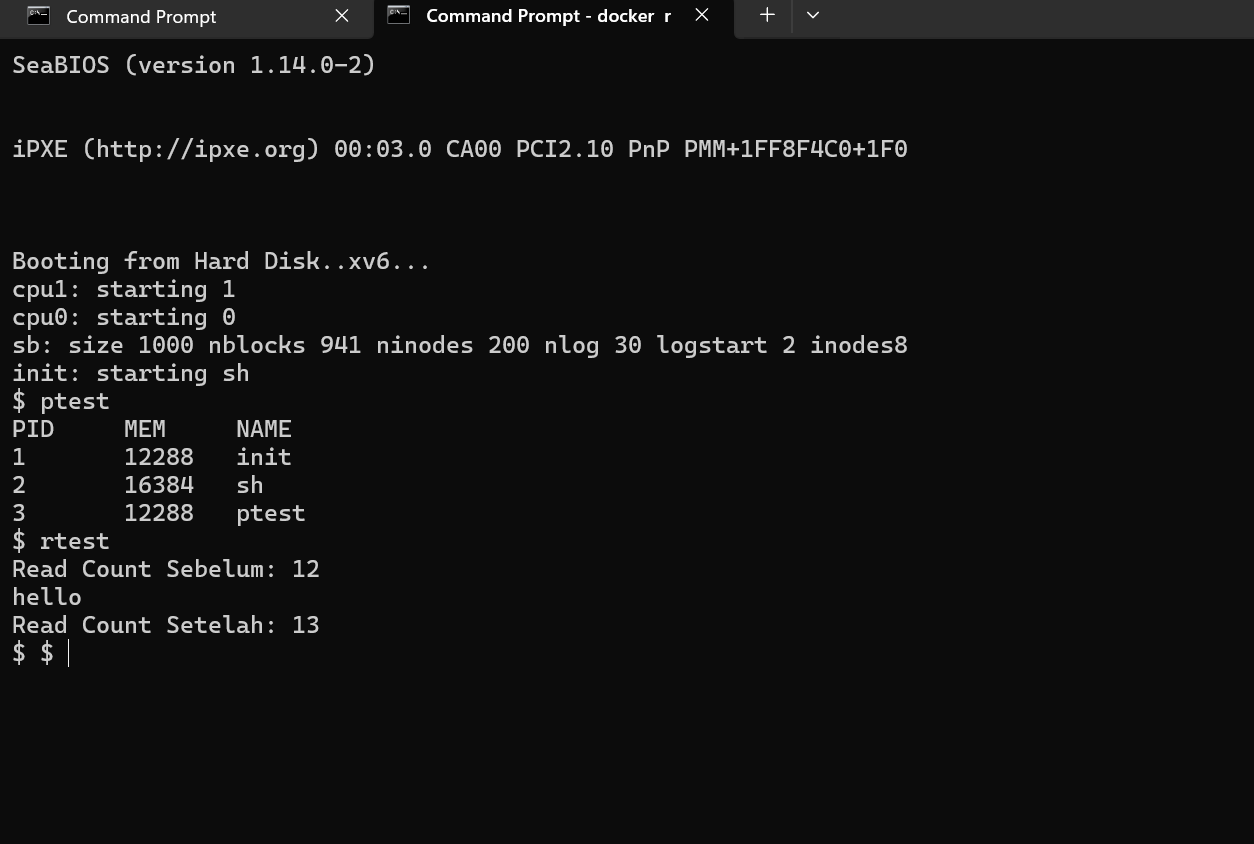 Command Prompt
Command Prompt - docker r
SeaBIOS (version 1.14.0-2)
iPXE (http://ipxe.org) 00:03.0 CA00 PCI2.10 PnP PMM+1FF8F4C0+1F0
Booting from Hard Disk..xv6...
cpu1: starting 1
cpu0: starting 0
sb: size 1000 nblocks 941 ninodes 200 nlog 30 logstart 2 inodes8
init: starting sh
$ ptest
PID MEM NAME
1 12288 init
2 16384 sh
3 12288 ptest
$ rtest
Read Count Sebelum: 12
hello
Read Count Setelah: 13
$ $